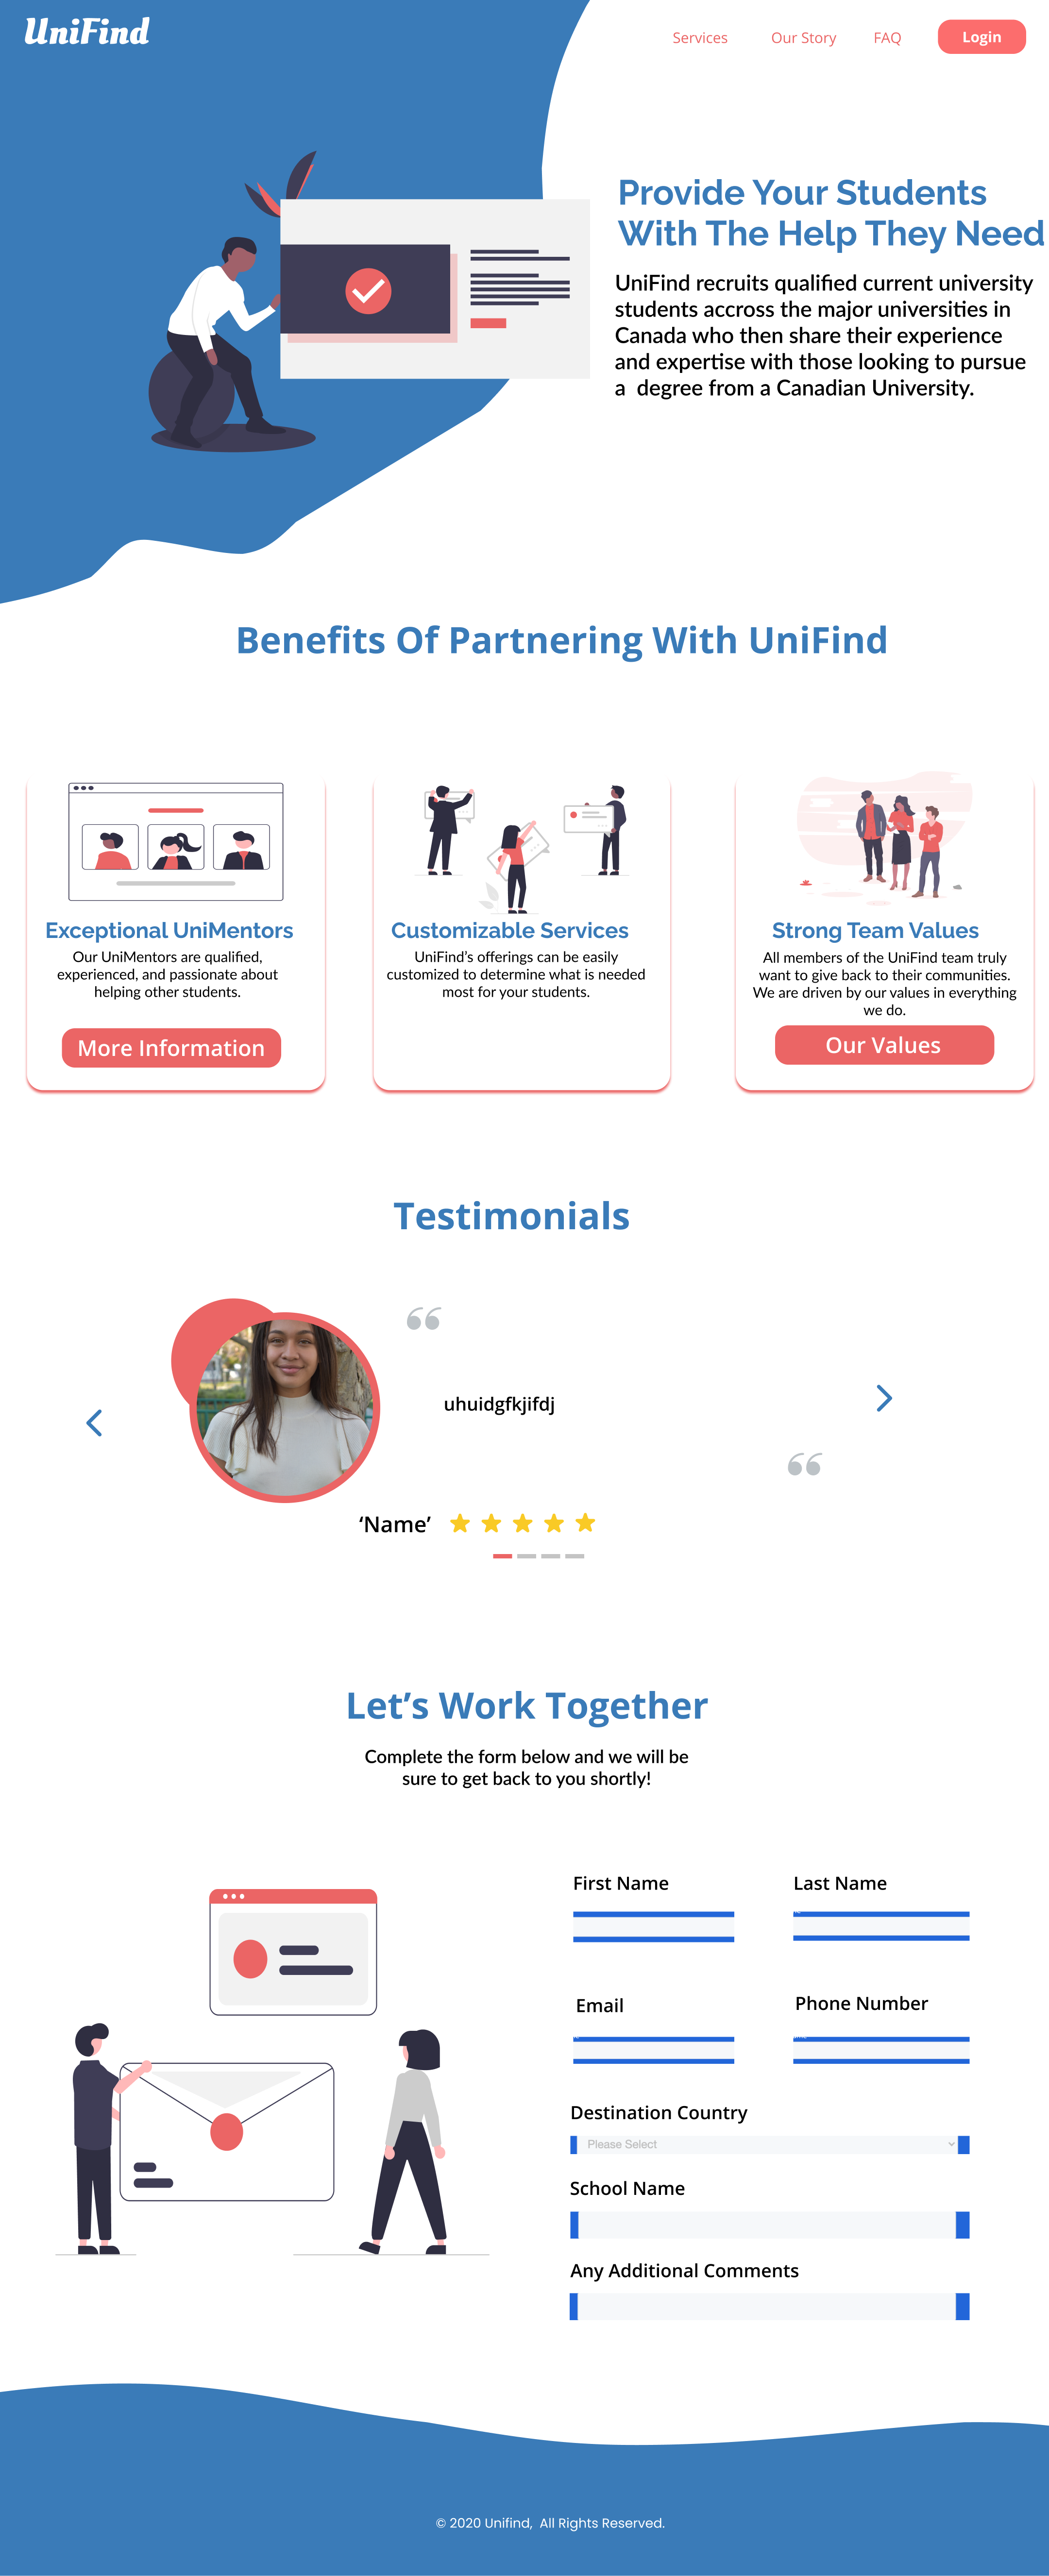 UniFind
Services Our Story FAQ Login
Provide Your Students
With The Help They Need
UniFind recruits qualified current university
students accross the major universities in
Canada who then share their experience
and expertise with those looking to pursue
a degree from a Canadian University.
Benefits Of Partnering With UniFind
Exceptional UniMentors
Our UniMentors are qualified,
experienced, and passionate about
helping other students.
More Information
Customizable Services
UniFind's offerings can be easily
customized to determine what is needed
most for your students.
Strong Team Values
All members of the UniFind team truly
want to give back to their communities.
We are driven by our values in everything
we do.
Our Values
Testimonials
“
uhuidgfkjifdj
“
‘Name’
Let’s Work Together
Complete the form below and we will be
sure to get back to you shortly!
First Name
Last Name
Email
Phone Number
Destination Country
Please Select
School Name
Any Additional Comments
© 2020 Unifind, All Rights Reserved.